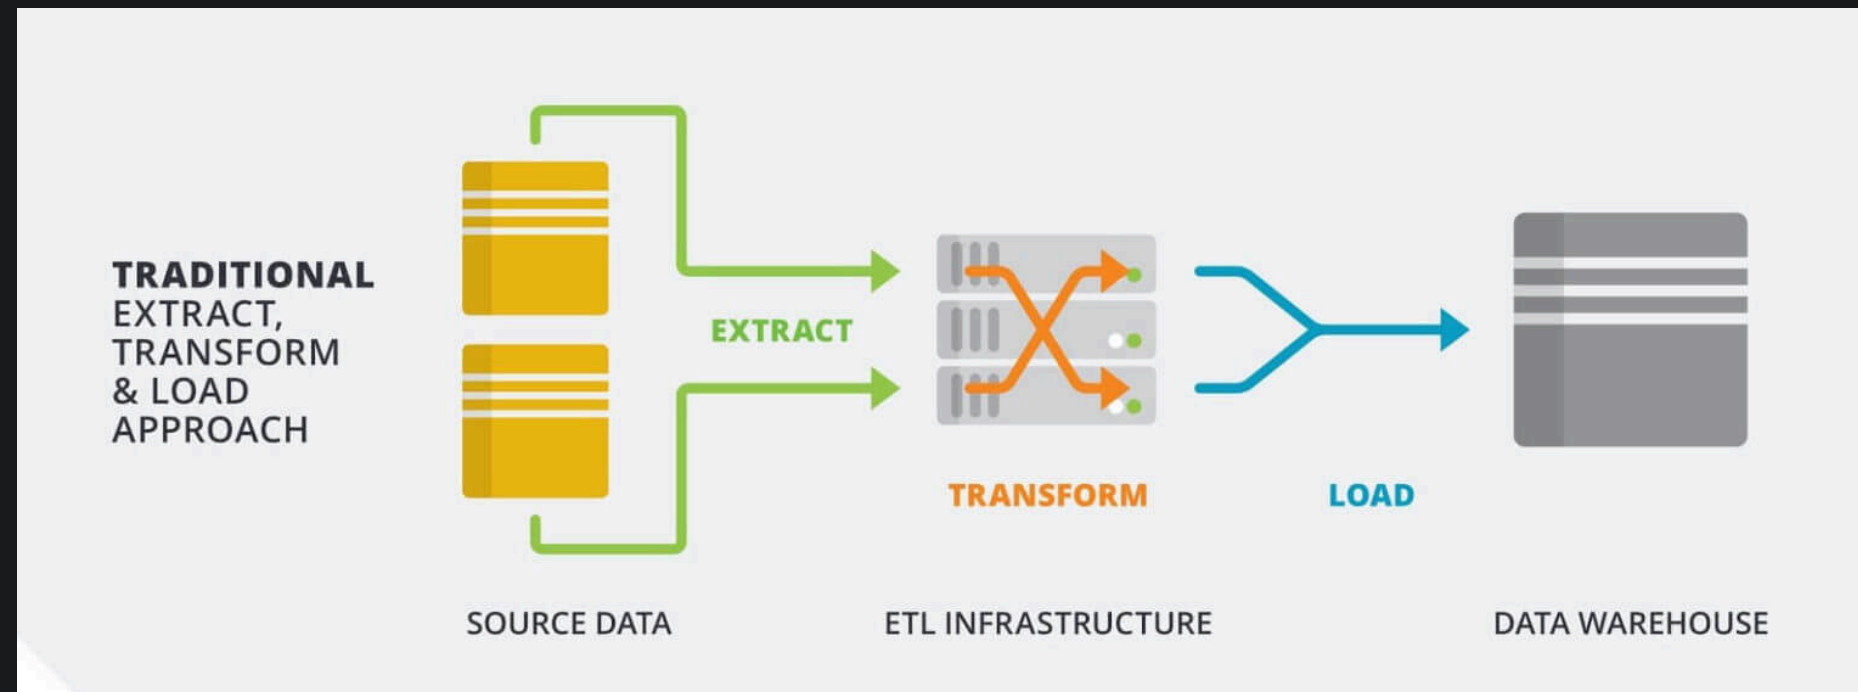 TRADITIONAL
EXTRACT,
TRANSFORM
& LOAD
APPROACH
EXTRACT
TRANSFORM
LOAD
SOURCE DATA
ETL INFRASTRUCTURE
DATA WAREHOUSE